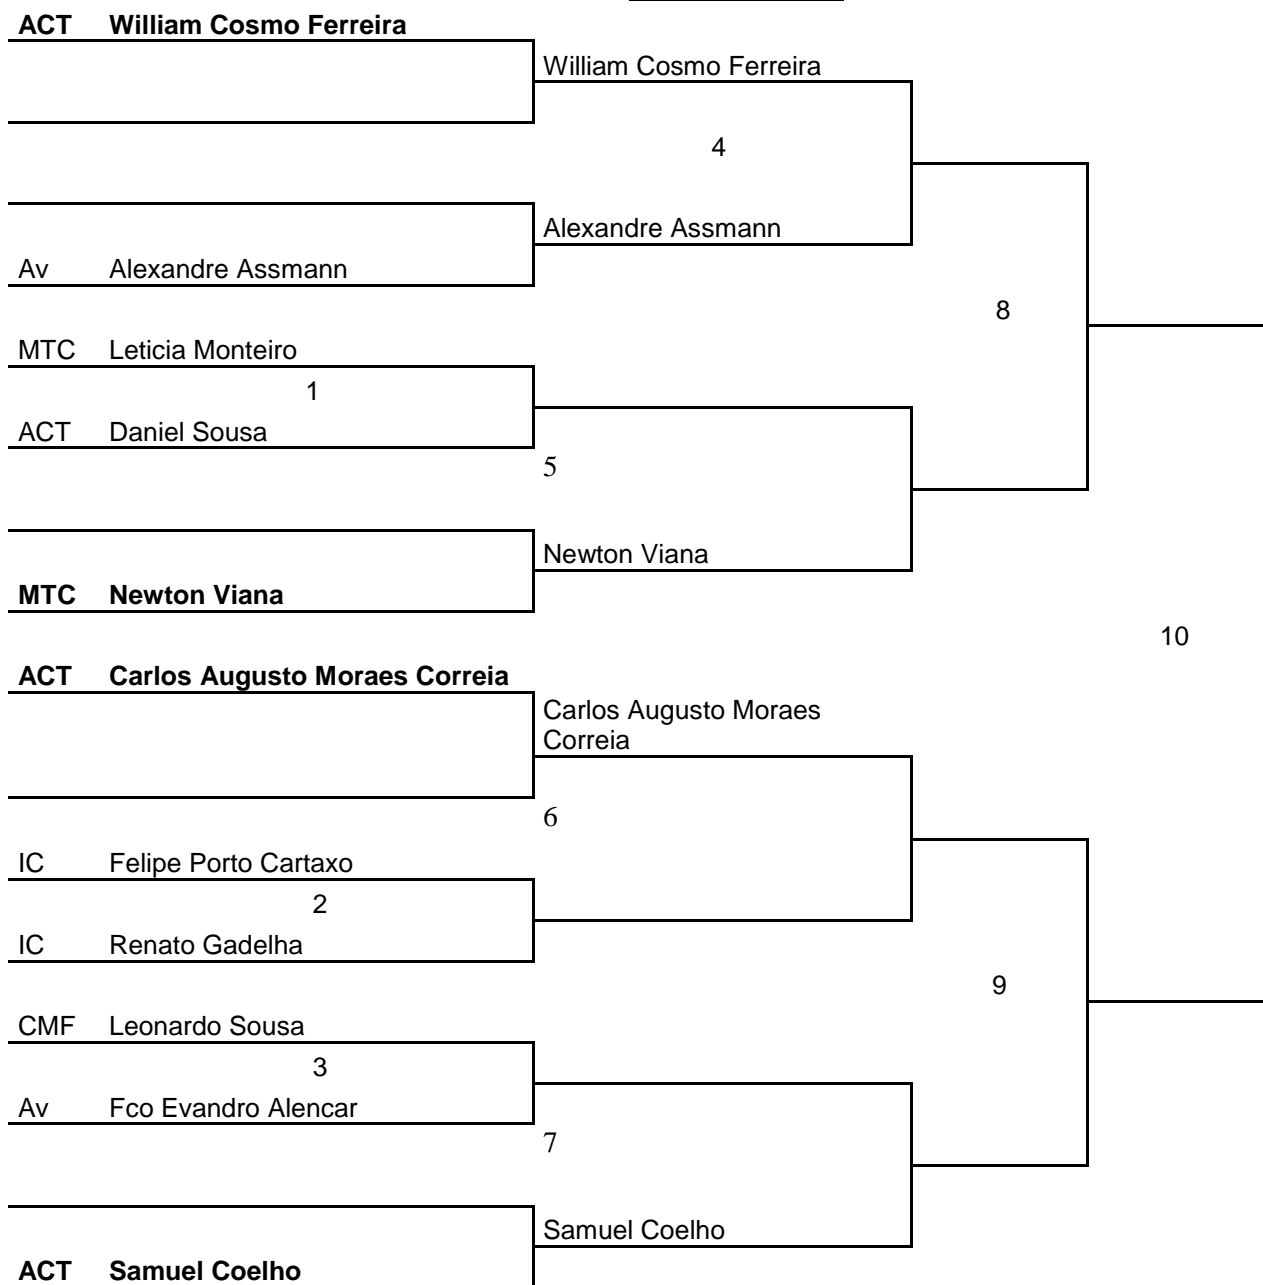 ACT William Cosmo Ferreira
William Cosmo Ferreira
4
Alexandre Assmann
Av Alexandre Assmann
8
MTC Leticia Monteiro
1
ACT Daniel Sousa
5
Newton Viana
MTC Newton Viana
10
ACT Carlos Augusto Moraes Correia
Carlos Augusto Moraes
Correia
6
IC Felipe Porto Cartaxo
2
IC Renato Gadelha
9
CMF Leonardo Sousa
3
Av Fco Evandro Alencar
7
Samuel Coelho
ACT Samuel Coelho